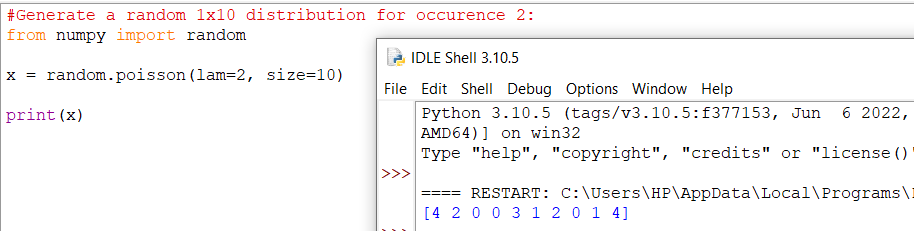 #Generate a random 1x10 distribution for occurence 2:
from numpy import random
x = random.poisson(lam=2, size=10)
print(x)
IDLE Shell 3.10.5
File Edit Shell Debug Options Window Help
Python 3.10.5 (tags/v3.10.5:f377153, Jun 6 2022,
AMD64)] on win32
Type "help", "copyright", "credits" or "license()"
>>>
==== RESTART: C:\Users\HP\AppData\Local\Programs\
[4 2 0 0 3 1 2 0 1 4]
>>>